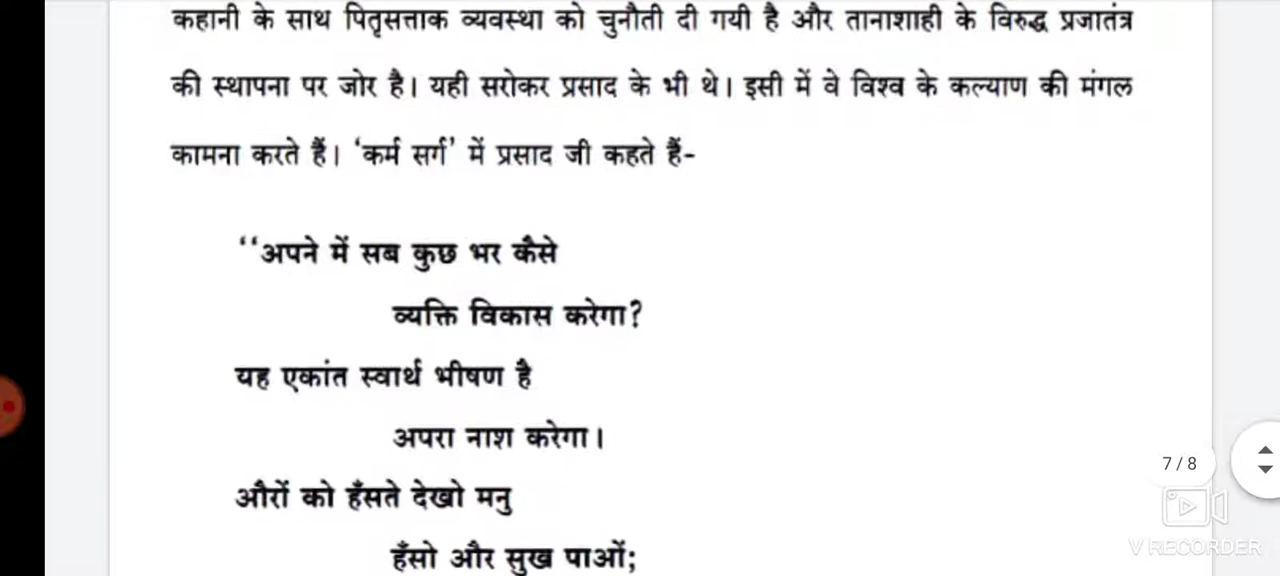 कहानी के साथ पितृसत्ताक व्यवस्था को चुनौती दी गयी है और तानाशाही के विरुद्ध प्रजातंत्र
की स्थापना पर जोर है। यही सरोकर प्रसाद के भी थे। इसी में वे विश्व के कल्याण की मंगल
कामना करते हैं। ‘कर्म सर्ग’ में प्रसाद जी कहते हैं-
‘‘अपने में सब कुछ भर कैसे
व्यक्ति विकास करेगा?
यह एकांत स्वार्थ भीषण है
अपरा नाश करेगा।
औरों को हँसते देखो मनु
हँसो और सुख पाओं;
7 / 8
V RECORDER